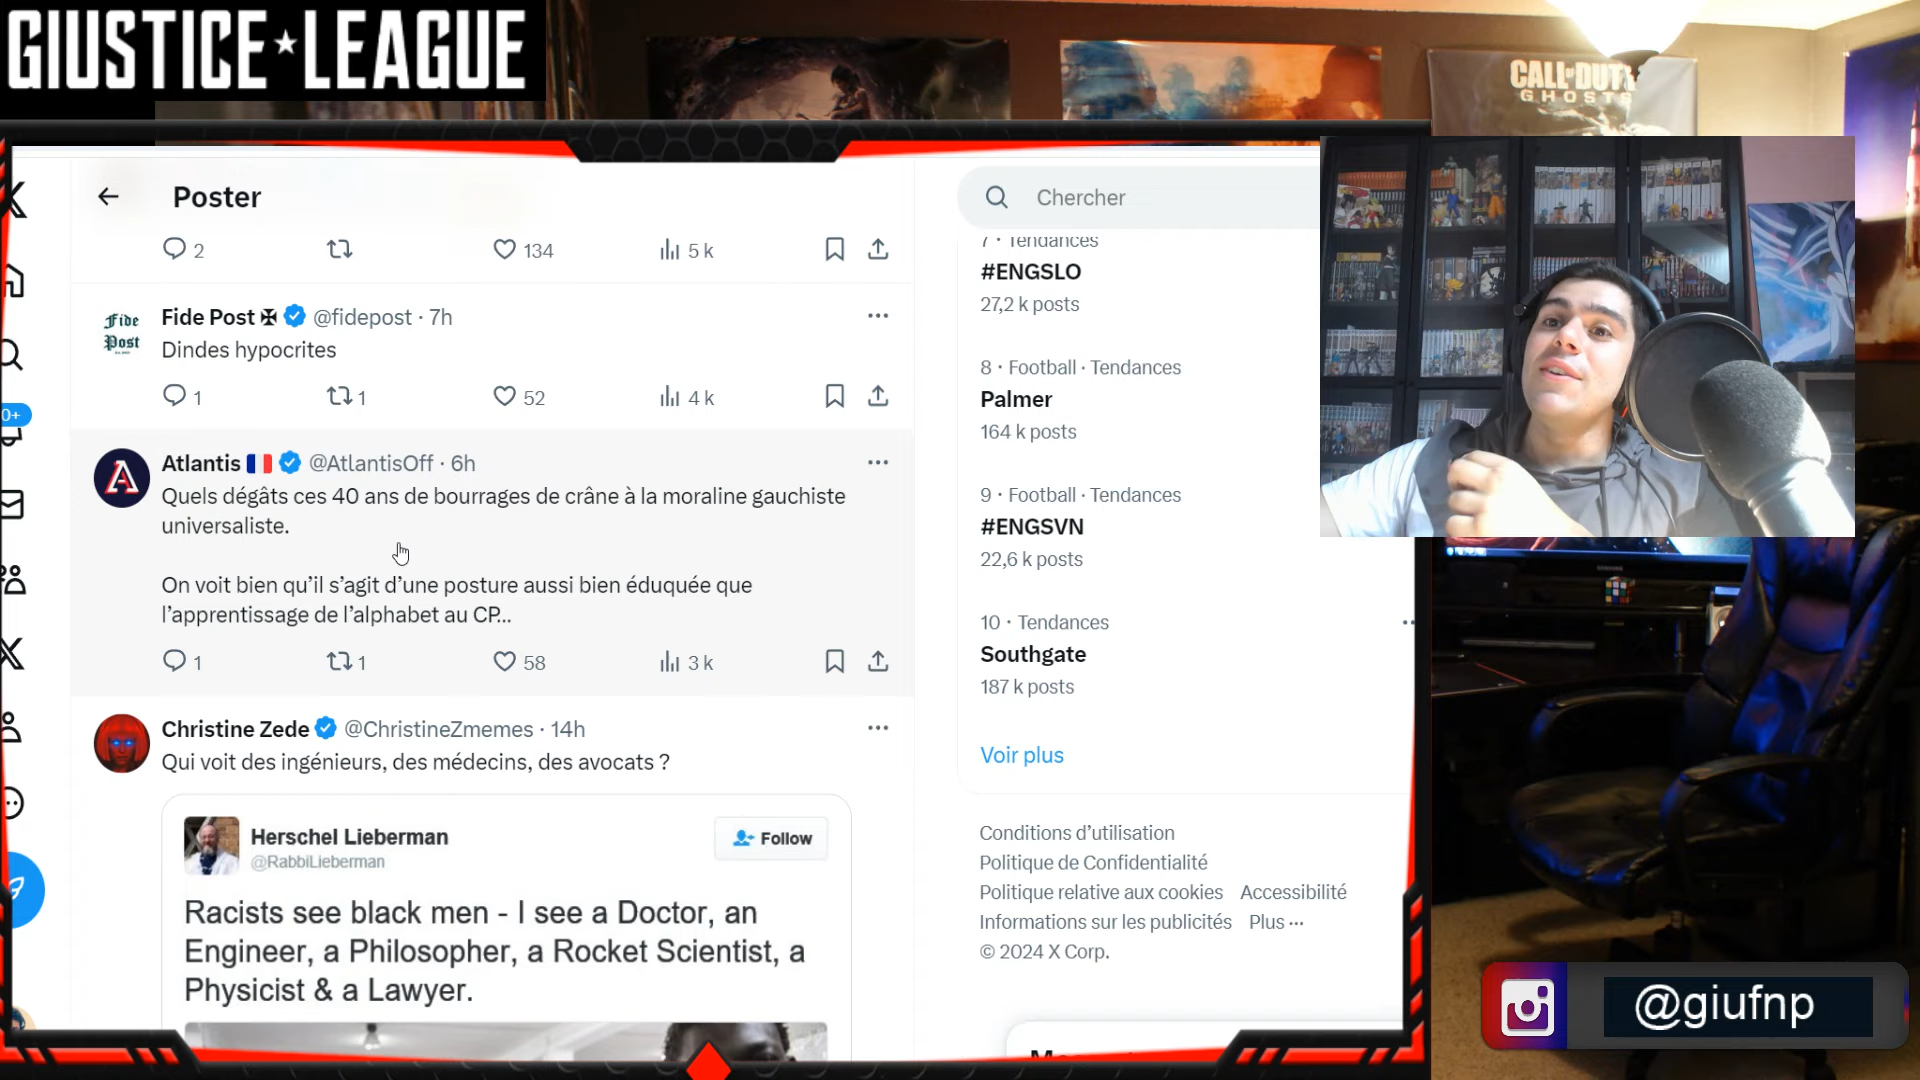 GIUSTICE★LEAGUE
CALL OF DUTY
GHOSTS
Poster
Chercher
2
134
5 k
7 · Tendances
#ENGSLO
27,2 k posts
Fide
Post
Fide Post ✠ @fidepost · 7h
Dindes hypocrites
1
1
52
4 k
8 · Football · Tendances
Palmer
164 k posts
0+
Atlantis 🇫🇷 @AtlantisOff · 6h
Quels dégâts ces 40 ans de bourrages de crâne à la moraline gauchiste
universaliste.
On voit bien qu’il s’agit d’une posture aussi bien éduquée que
l’apprentissage de l’alphabet au CP...
1
1
58
3 k
9 · Football · Tendances
#ENGSVN
22,6 k posts
10 · Tendances
Southgate
187 k posts
Voir plus
Christine Zede @ChristineZmemes · 14h
Qui voit des ingénieurs, des médecins, des avocats ?
Herschel Lieberman
@RabbiLieberman
Follow
Racists see black men - I see a Doctor, an
Engineer, a Philosopher, a Rocket Scientist, a
Physicist & a Lawyer.
Conditions d’utilisation
Politique de Confidentialité
Politique relative aux cookies Accessibilité
Informations sur les publicités Plus ···
© 2024 X Corp.
SAMSUNG
@giufnp